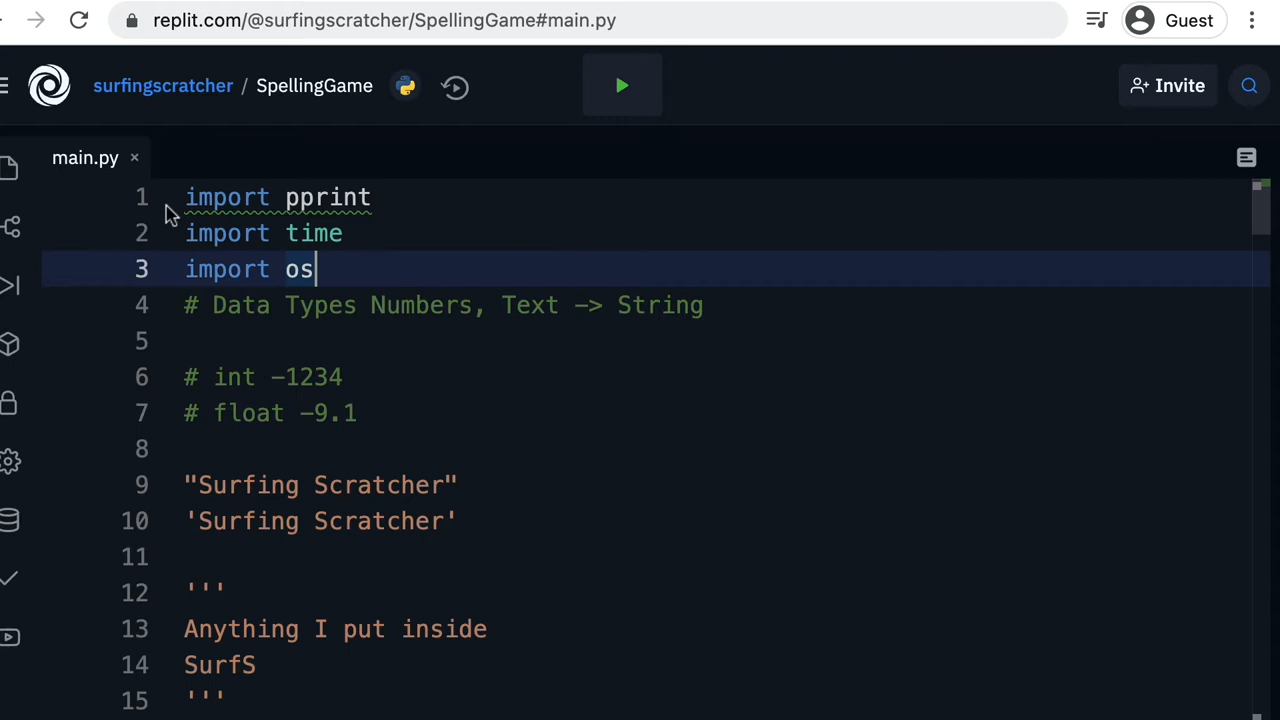 replit.com/@surfingscratcher/SpellingGame#main.py
Guest
surfingscratcher / SpellingGame
Invite
main.py ×
1 import pprint
2 import time
3 import os
4 # Data Types Numbers, Text -> String
5
6 # int -1234
7 # float -9.1
8
9 "Surfing Scratcher"
10 'Surfing Scratcher'
11
12 '''
13 Anything I put inside
14 SurfS
15 '''